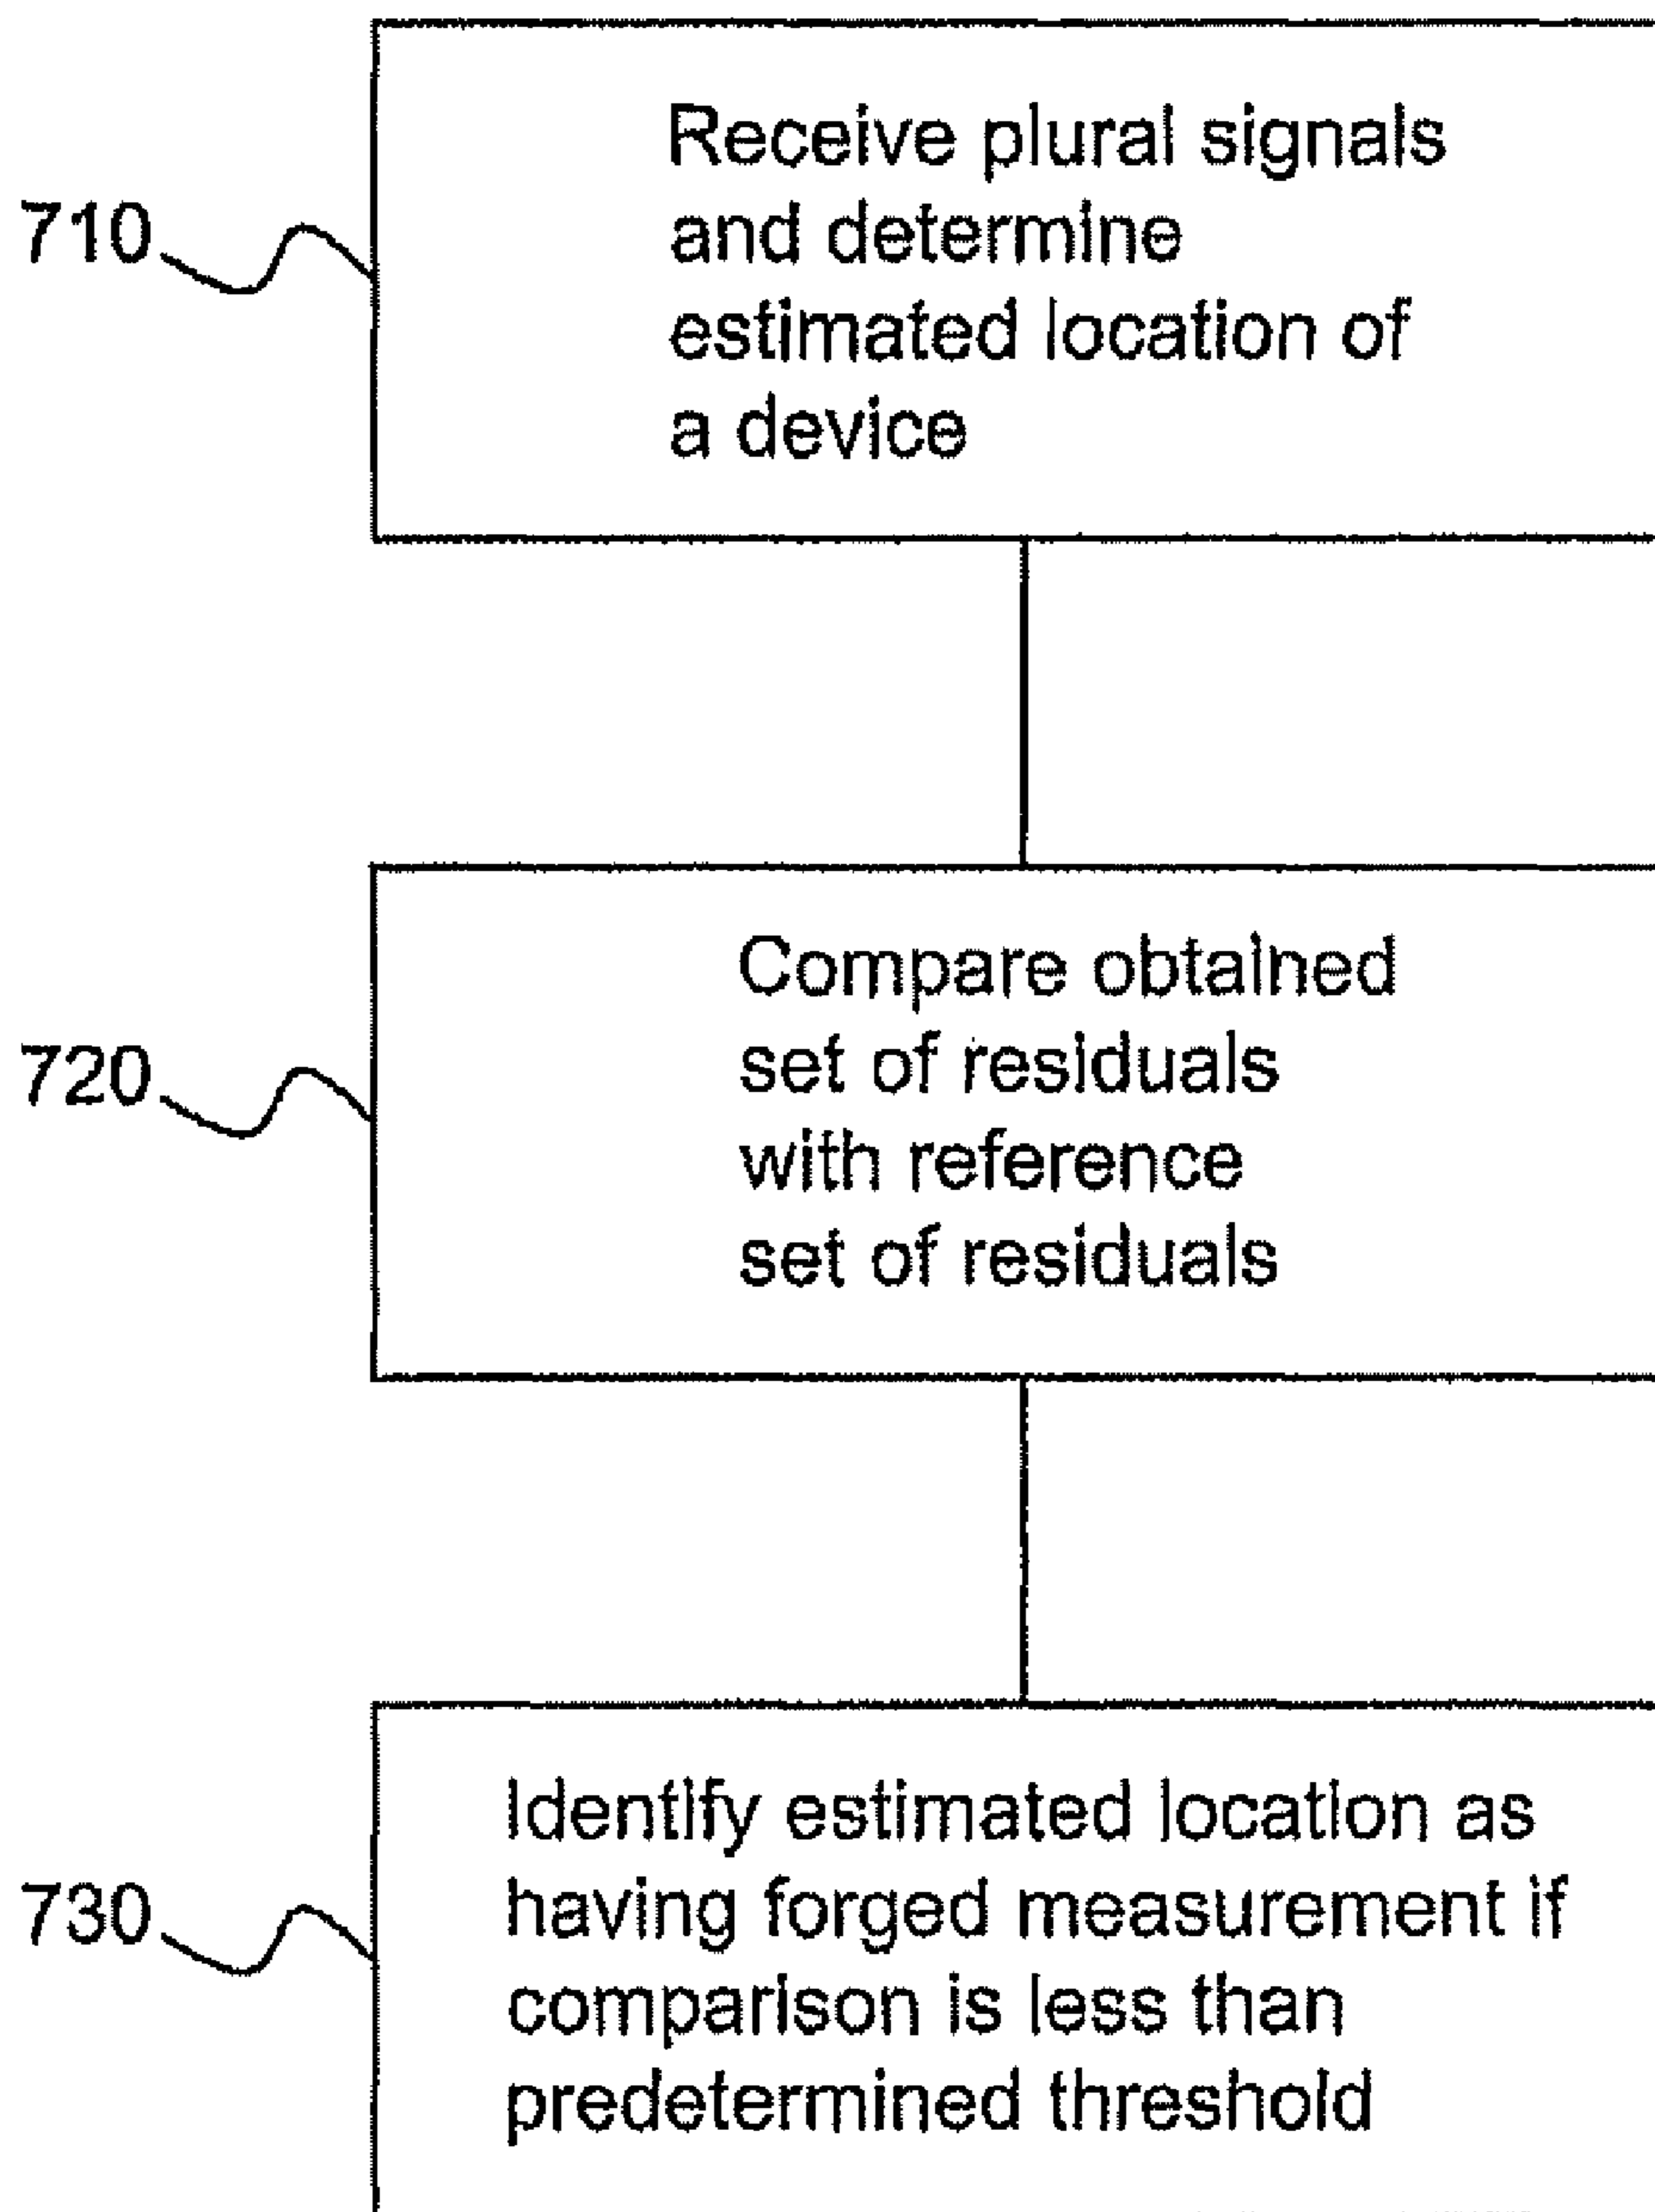 Receive plural signals
and determine
710
estimated location of
a device
Compare obtained
set of residuals
720
with reference
set of residuals
Identify estimated location as
730
having forged measurement if
comparison is less than
predetermined threshold